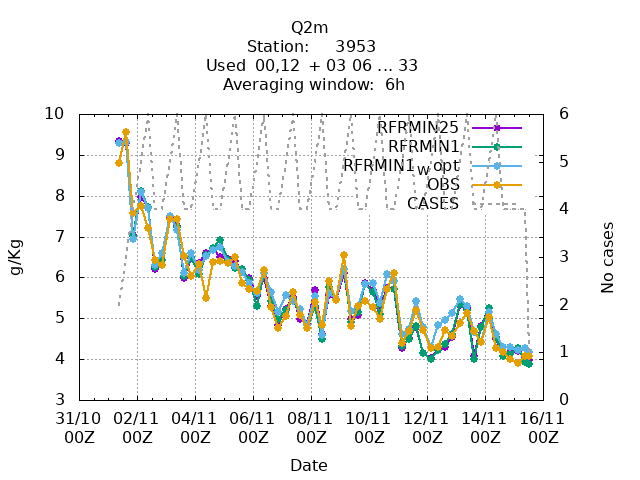 Q2m
Station: 3953
Used 00,12 + 03 06 ... 33
Averaging window: 6h
10
9
8
7
6
5
4
3
g/Kg
6
5
4
3
2
1
0
No cases
RFRMIN25
RFRMIN1
RFRMIN1_w opt
OBS
CASES
31/10 02/11 04/11 06/11 08/11 10/11 12/11 14/11 16/11
00Z 00Z 00Z 00Z 00Z 00Z 00Z 00Z 00Z
Date